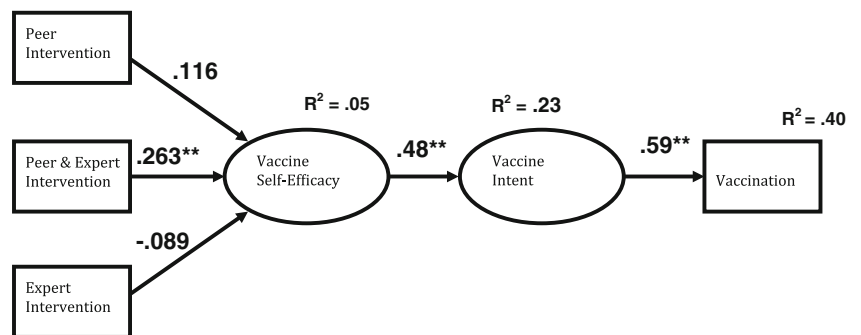 Peer
Intervention
.116
R² = .05
R² = .23
R² = .40
Peer & Expert
Intervention
.263**
Vaccine
Self-Efficacy
.48**
Vaccine
Intent
.59**
Vaccination
-.089
Expert
Intervention